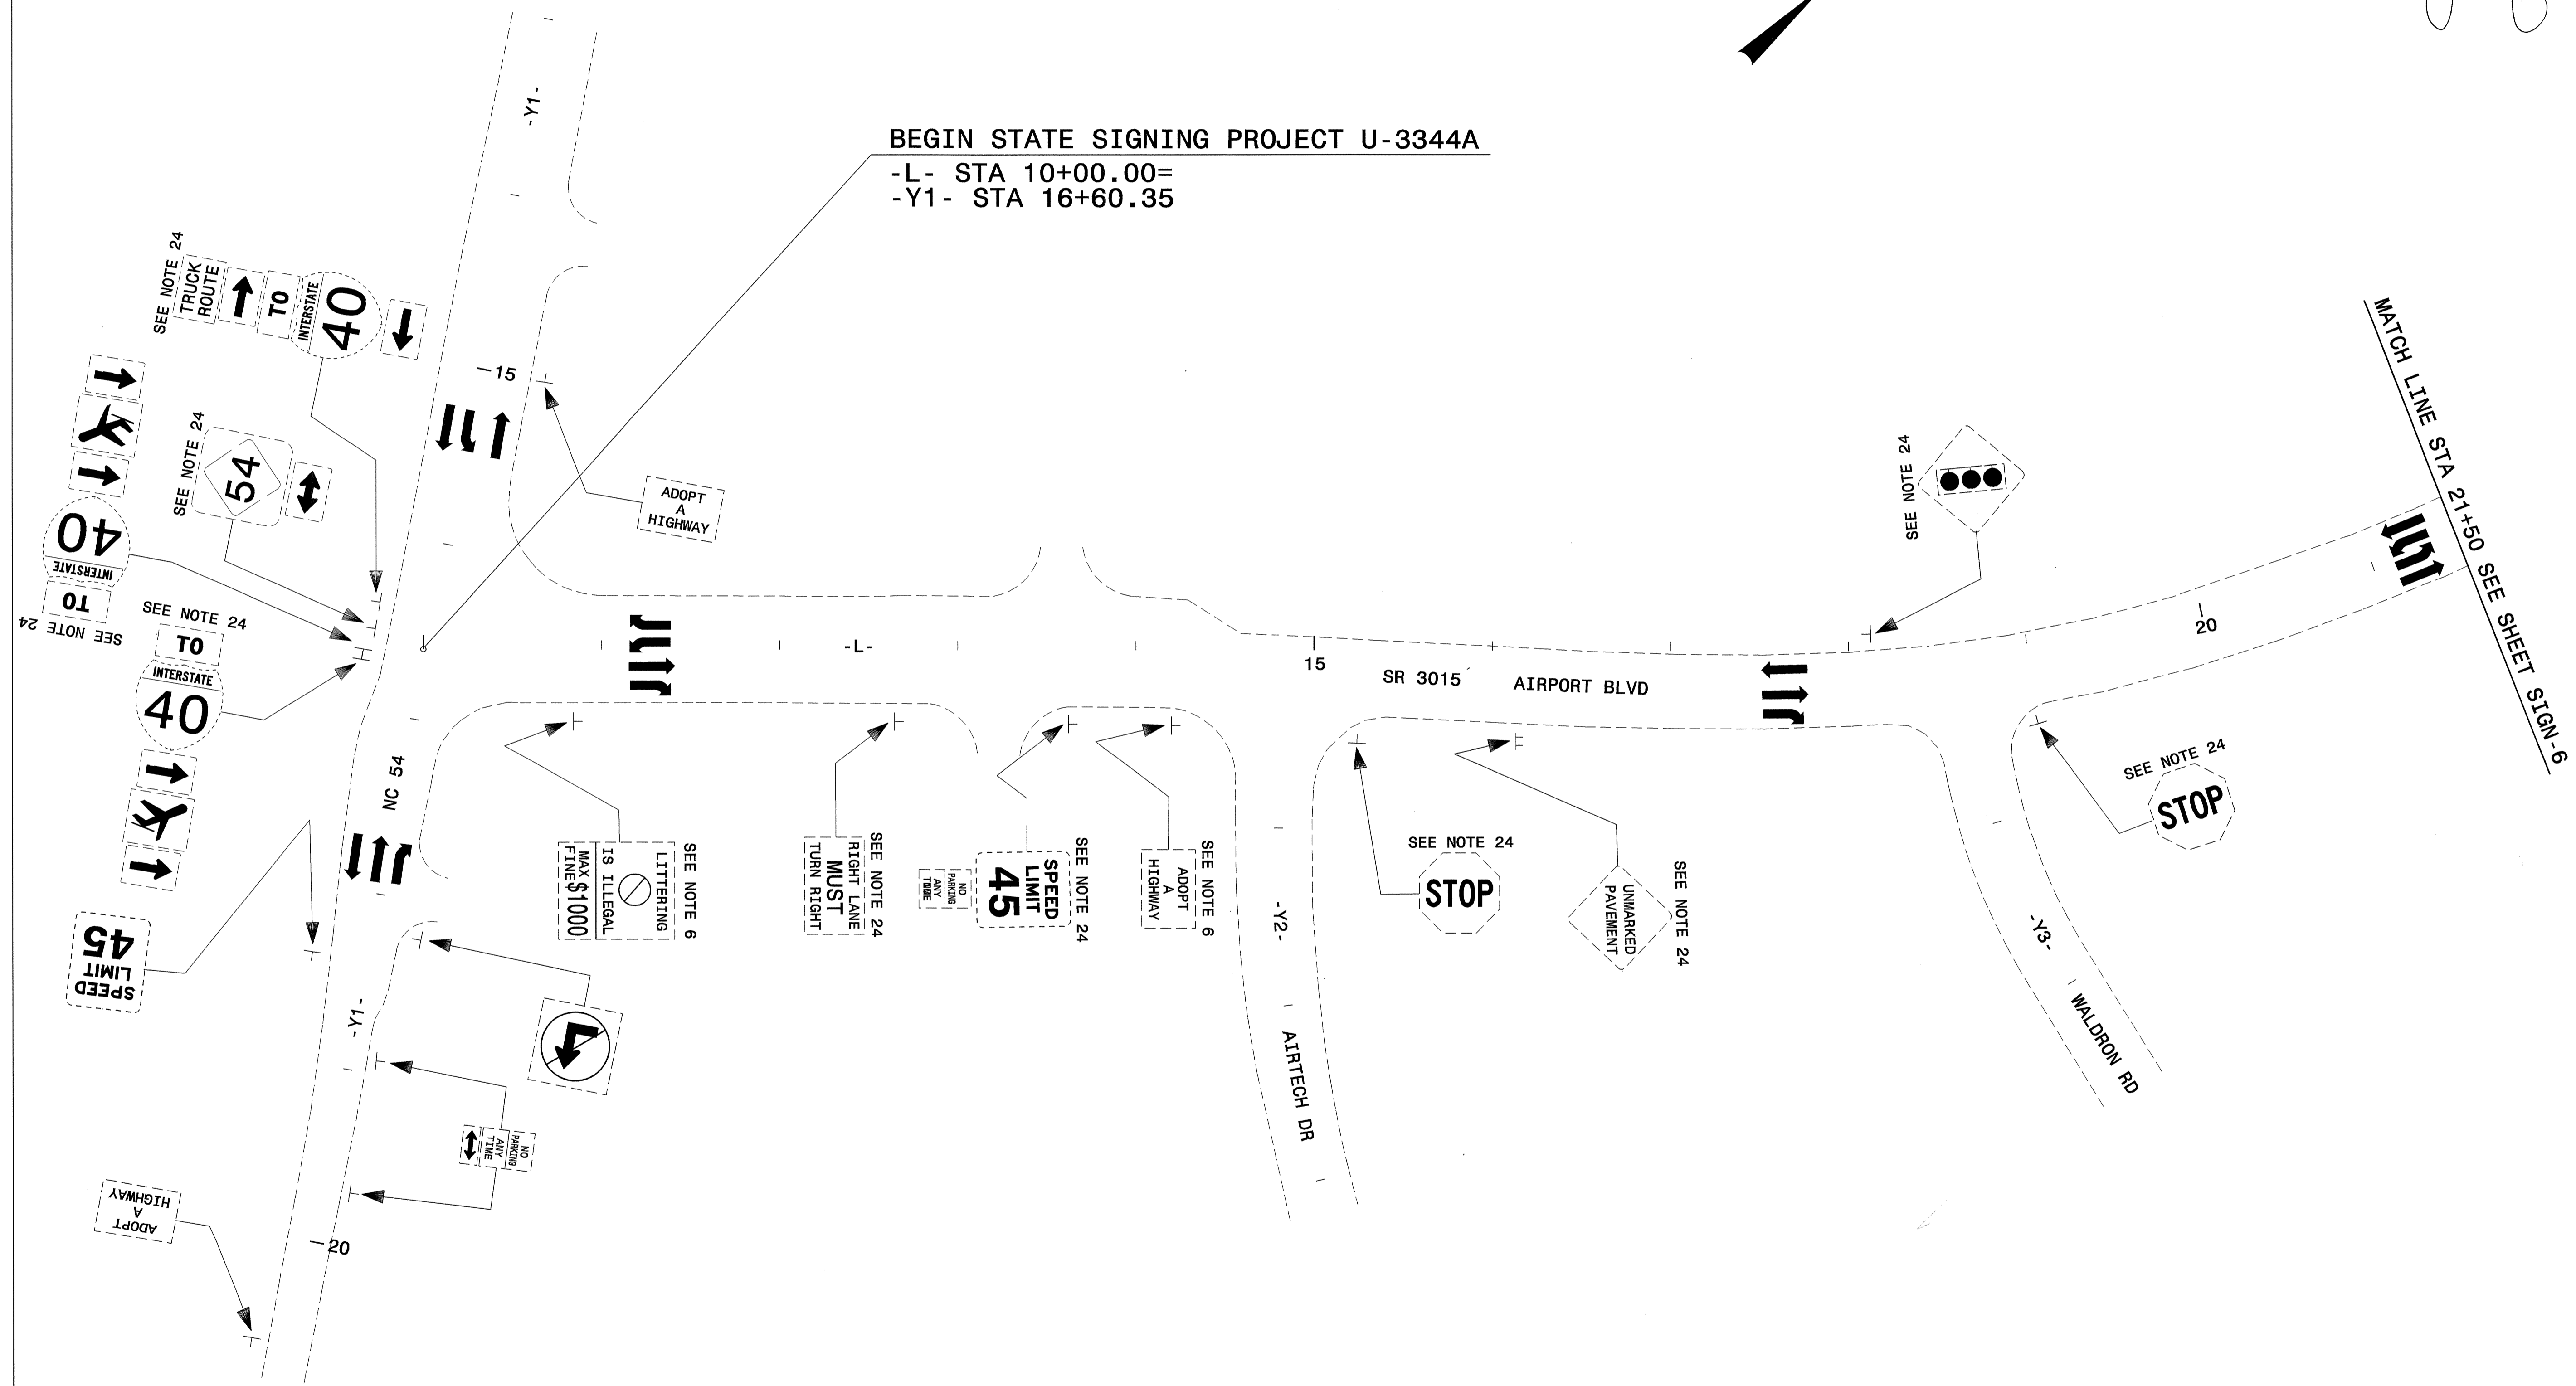 -Y1-
BEGIN STATE SIGNING PROJECT U-3344A
-L- STA 10+00.00=
-Y1- STA 16+60.35
SEE NOTE 24
TRUCK
ROUTE
TO
INTERSTATE
40
15
ADOPT
A
HIGHWAY
SEE NOTE 24
54
SEE NOTE 24
TO
INTERSTATE
40
SEE NOTE 24
TO
INTERSTATE
40
NC 54
SPEED
LIMIT
45
-Y1-
20
ADOPT
A
HIGHWAY
NO
PARKING
ANY
TIME
-L-
SEE NOTE 6
LITTERING
IS ILLEGAL
MAX
FINE $1000
SEE NOTE 24
RIGHT LANE
MUST
TURN RIGHT
SEE NOTE 24
SPEED
LIMIT
45
NO
PARKING
ANY
TIME
SEE NOTE 6
ADOPT
A
HIGHWAY
15
SR 3015
AIRPORT BLVD
-Y2-
AIRTECH DR
SEE NOTE 24
STOP
SEE NOTE 24
UNMARKED
PAVEMENT
SEE NOTE 24
20
SEE NOTE 24
STOP
-Y3-
WALDRON RD
MATCH LINE STA 21+50 SEE SHEET SIGN-6